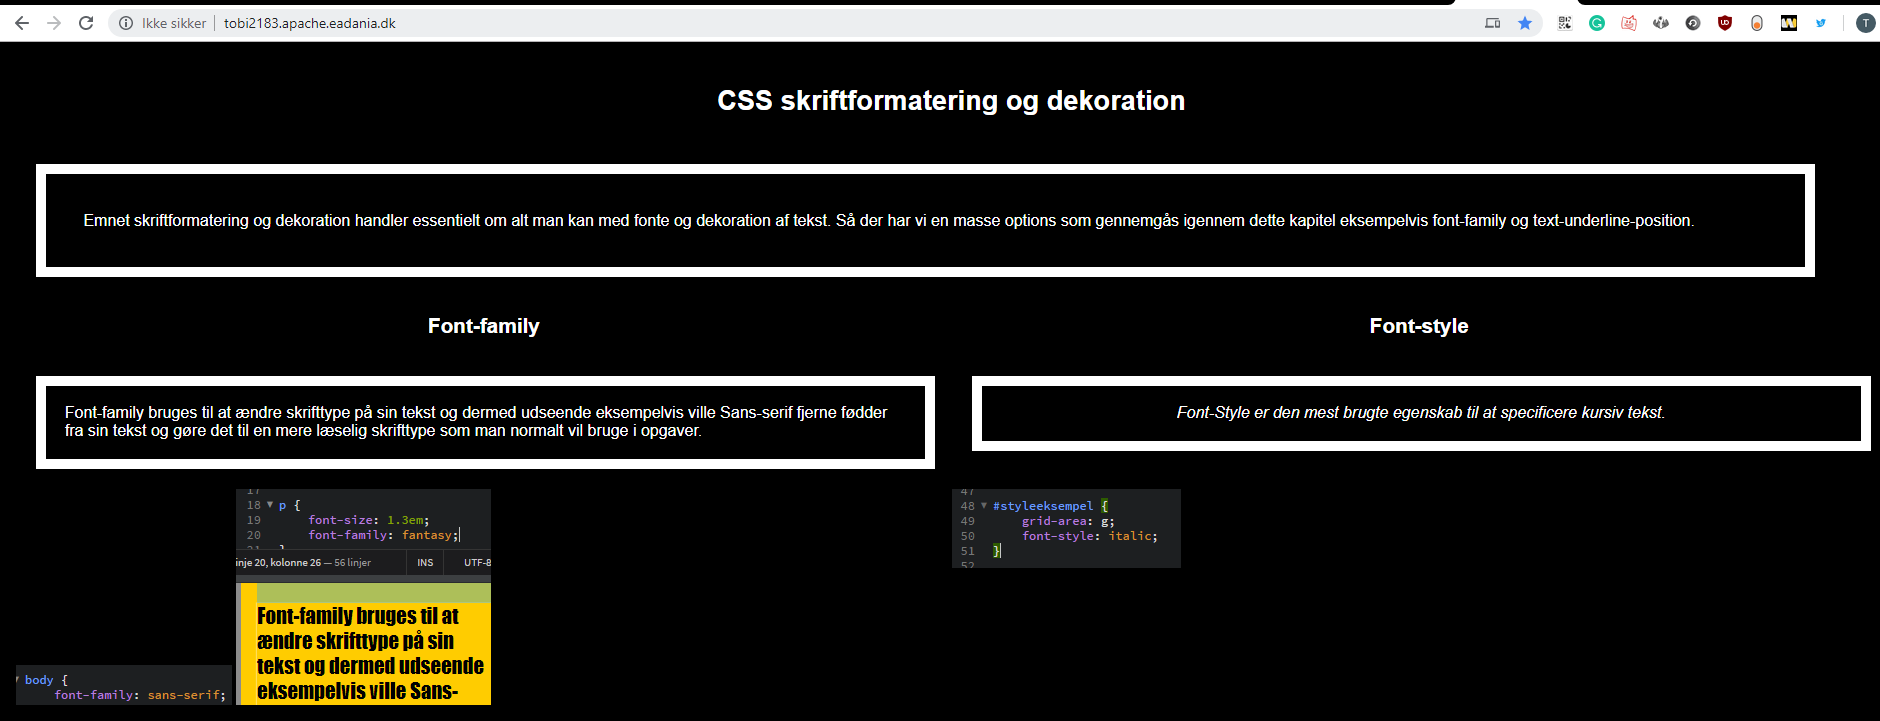 Ikke sikker
tobi2183.apache.eadania.dk
T
CSS skriftformatering og dekoration
Emnet skriftformatering og dekoration handler essentielt om alt man kan med fonte og dekoration af tekst. Så der har vi en masse options som gennemgås igennem dette kapitel eksempelvis font-family og text-underline-position.
Font-family
Font-family bruges til at ændre skrifttype på sin tekst og dermed udseende eksempelvis ville Sans-serif fjerne fødder
fra sin tekst og gøre det til en mere læselig skrifttype som man normalt vil bruge i opgaver.
Font-style
Font-Style er den mest brugte egenskab til at specificere kursiv tekst.
body {
font-family: sans-serif;
17
18 p {
19 font-size: 1.3em;
20 font-family: fantasy;
21 }
inje 20, kolonne 26 — 56 linjer INS UTF-8
Font-family bruges til at
ændre skrifttype på sin
tekst og dermed udseende
eksempelvis ville Sans-
47
48 #styleeksempel {
49 grid-area: g;
50 font-style: italic;
51 }
52